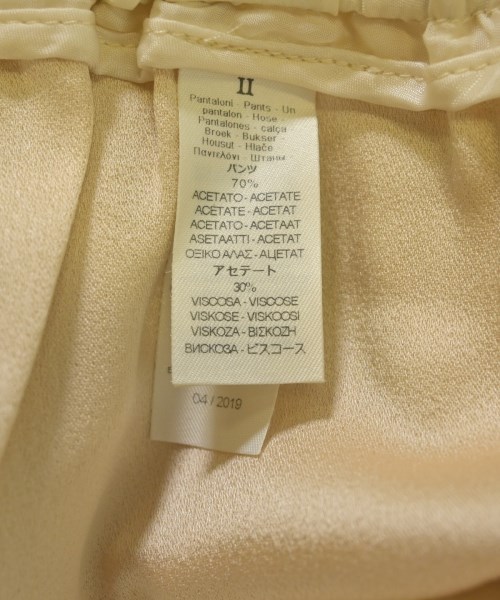 II
Pantaloni - Pants - Un
pantalon - Hose -
Pantalones - calça
Broek - Bukser -
Housut - Hlače -
Παντελόνι - Штаны
パンツ
70%
ACETATO - ACETATE
ACÉTATE - ACETAT
ACETATO - ACETAAT
ASETAATTI - ACETAT
ΟΞΙΚΟ ΑΛΑΣ - АЦЕТАТ
アセテート
30%
VISCOSA - VISCOSE
VISKOSE - VISKOOSI
VISKOZA - ΒΙΣΚΟΖΗ
ВИСКОЗА - ビスコース
04 / 2019